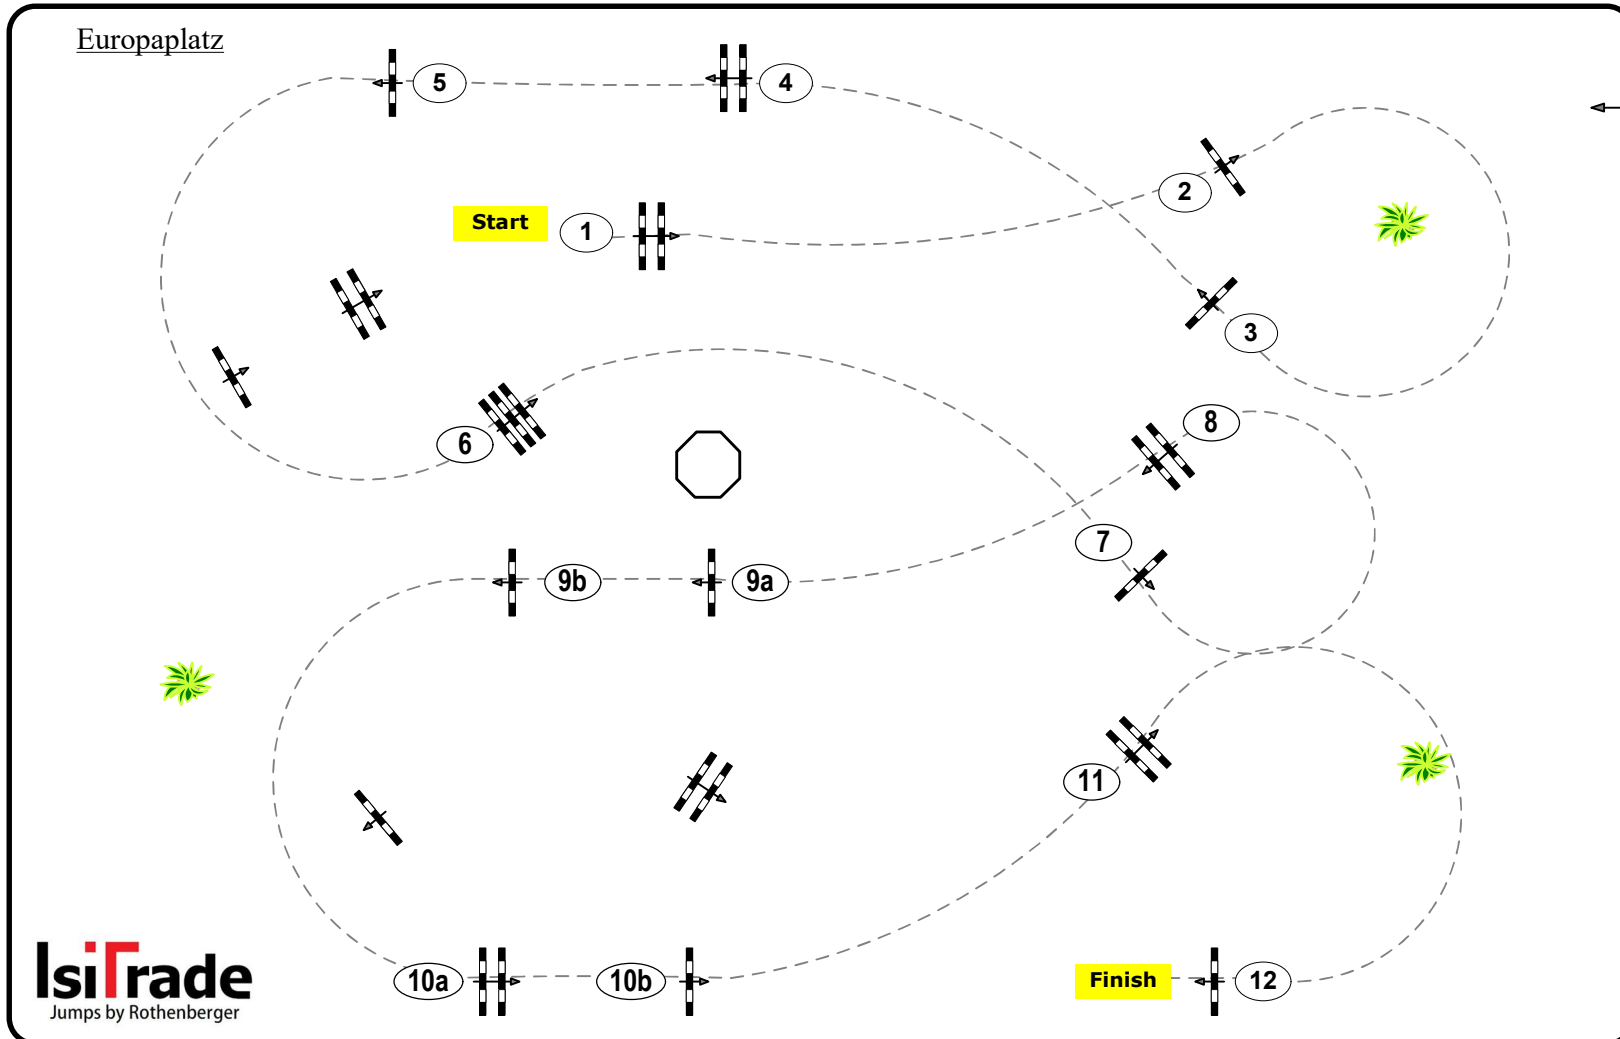 Europaplatz
5
4
2
Start
1
3
8
6
7
9b
9a
11
10a
10b
Finish
12
IsiTrade
Jumps by Rothenberger